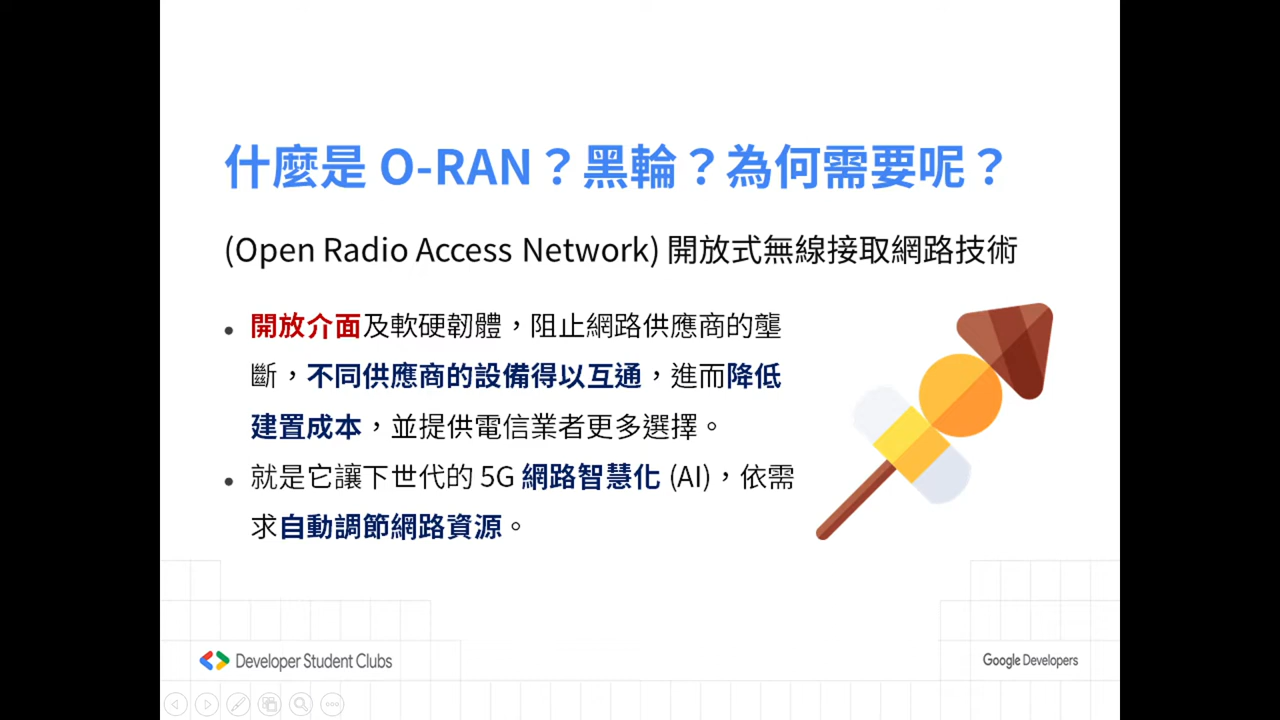 什麼是 O-RAN？黑輪？為何需要呢？
(Open Radio Access Network) 開放式無線接取網路技術
• 開放介面及軟硬韌體，阻止網路供應商的壟
斷，不同供應商的設備得以互通，進而降低
建置成本，並提供電信業者更多選擇。
• 就是它讓下世代的 5G 網路智慧化 (AI)，依需
求自動調節網路資源。
Developer Student Clubs
Google Developers